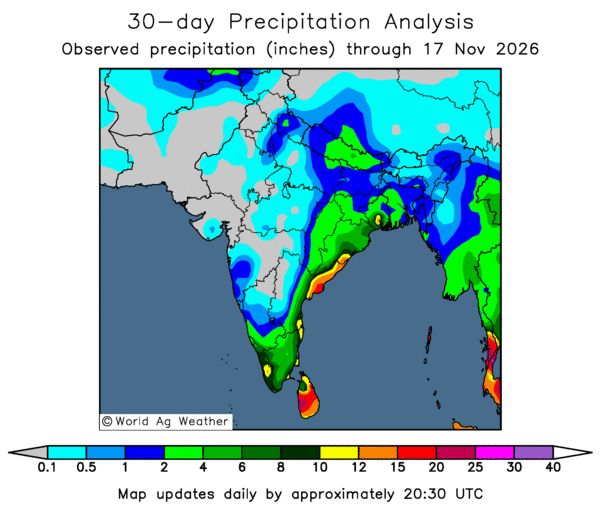 30-day Precipitation Analysis
Observed precipitation (inches) through 17 Nov 2026
©World Ag Weather
0.1 0.5 1 2 4 6 8 10 12 15 20 25 30 40
Map updates daily by approximately 20:30 UTC